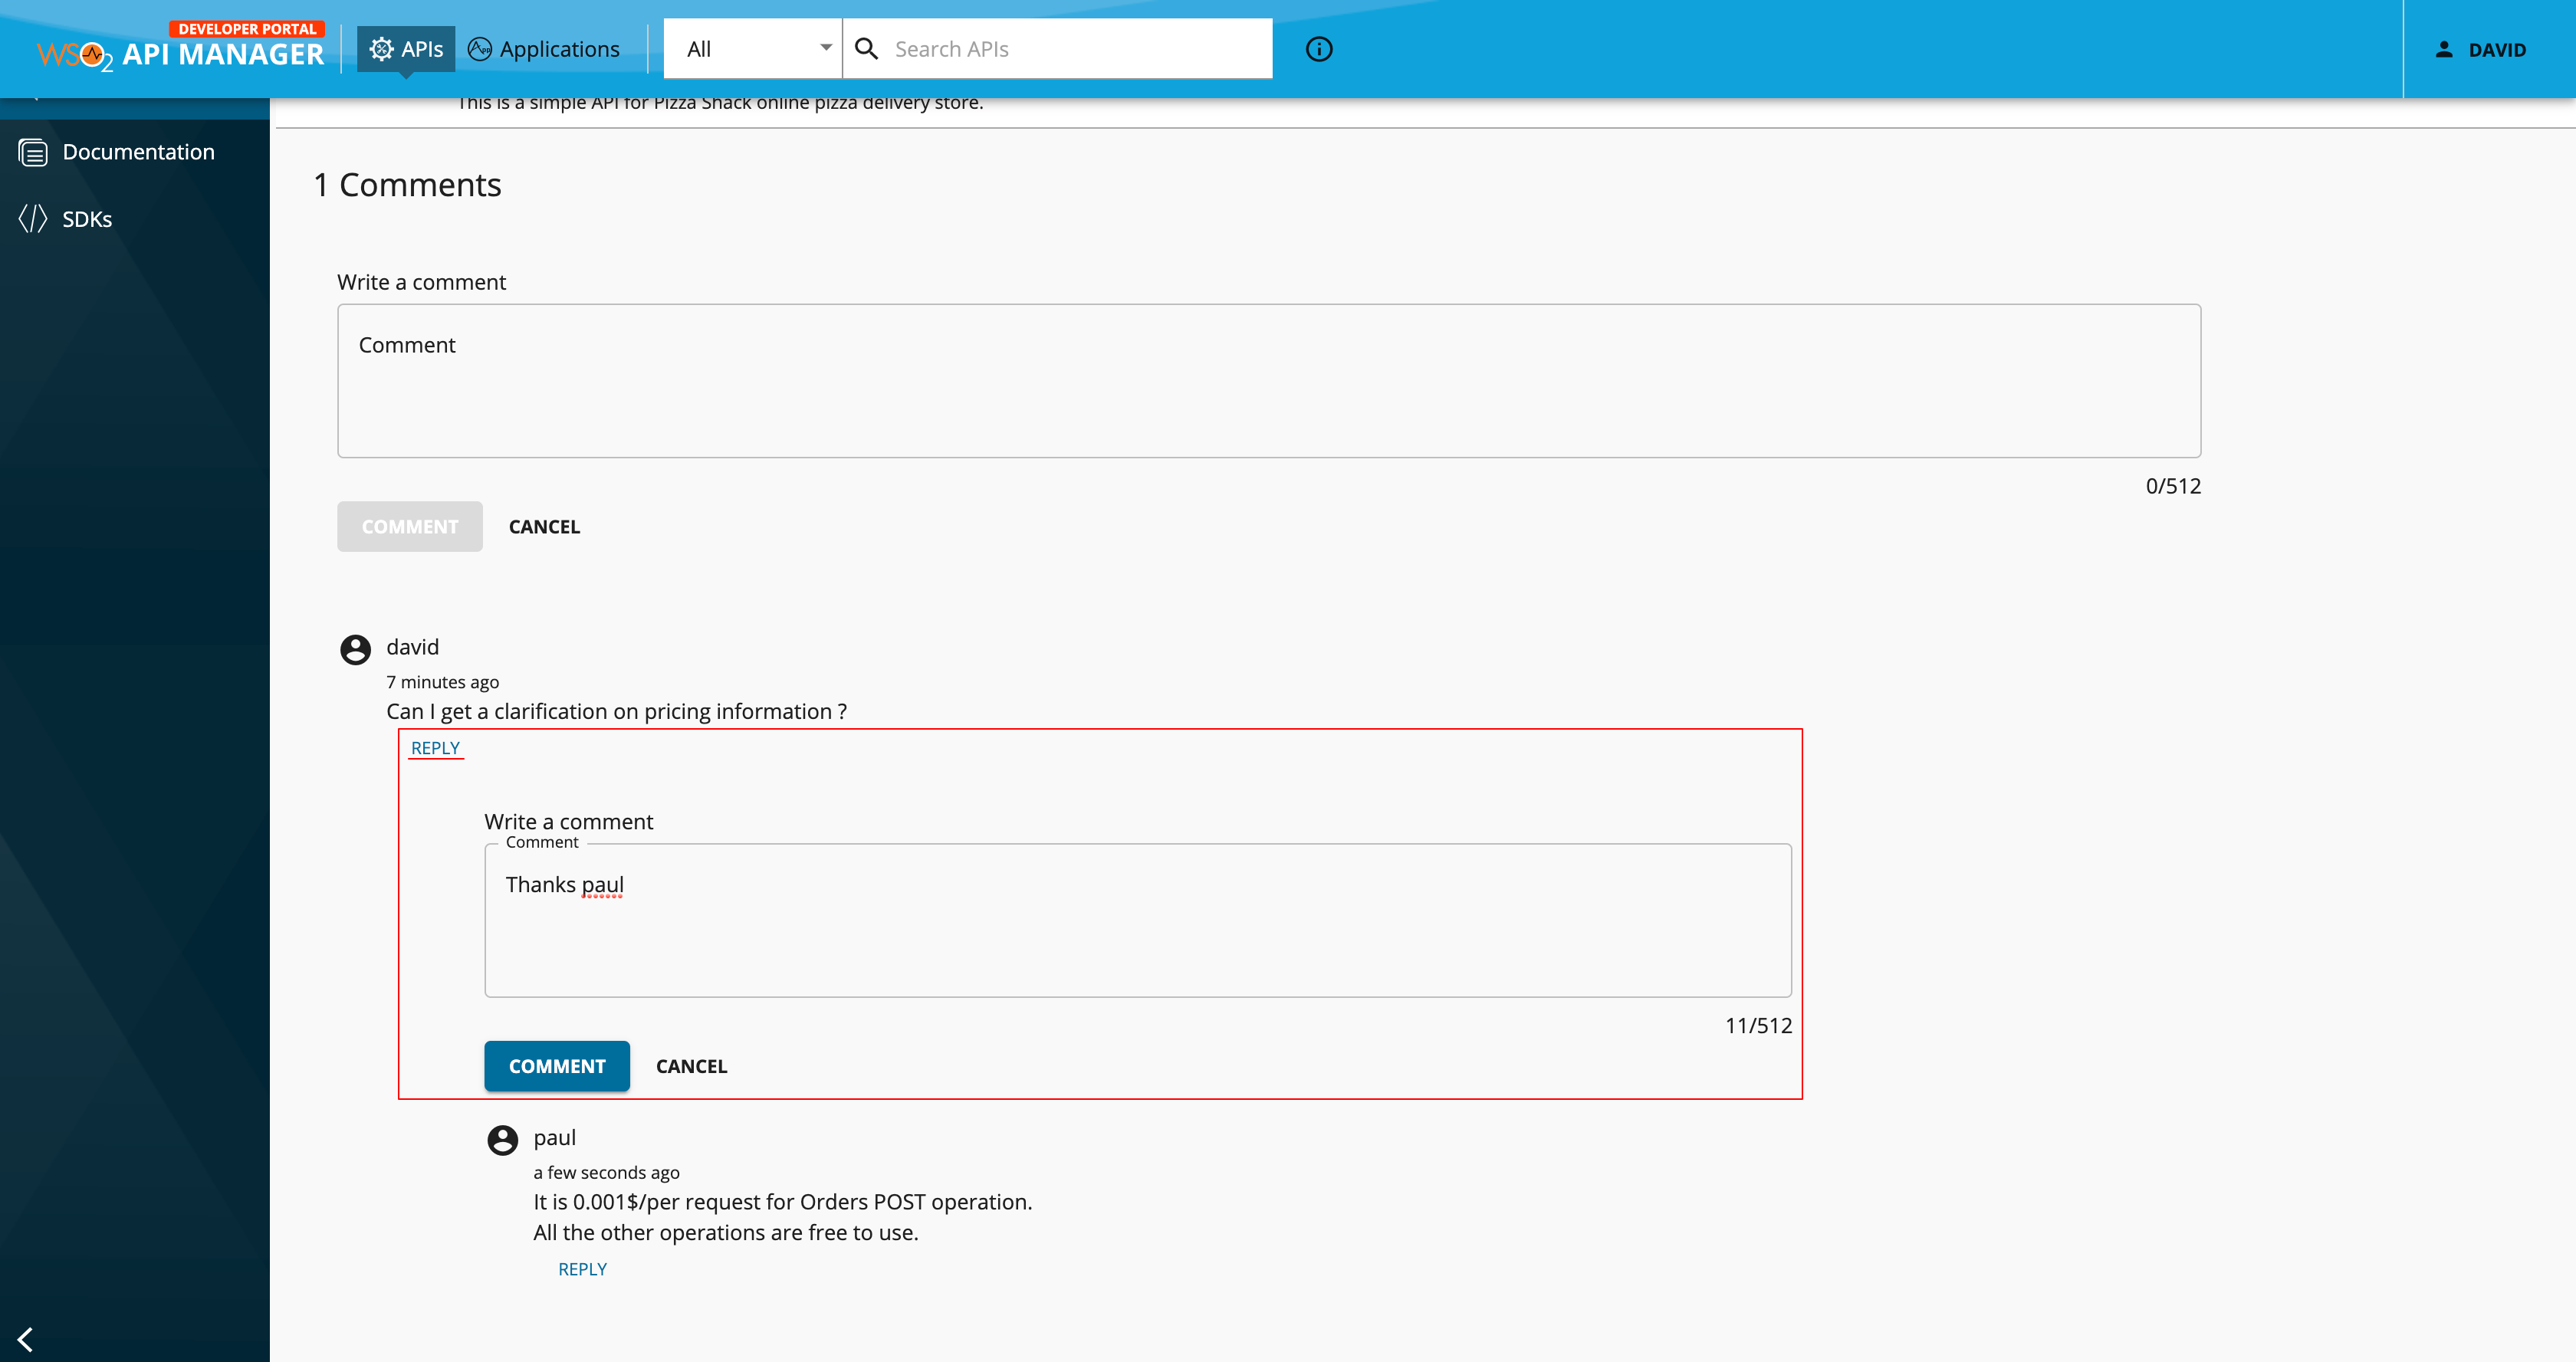 DEVELOPER PORTAL
WSO2 API MANAGER
APIs
Applications
All
Search APIs
DAVID
This is a simple API for Pizza Shack online pizza delivery store.
Documentation
SDKs
1 Comments
Write a comment
Comment
0/512
COMMENT
CANCEL
david
7 minutes ago
Can I get a clarification on pricing information ?
REPLY
Write a comment
Comment
Thanks paul
11/512
COMMENT
CANCEL
paul
a few seconds ago
It is 0.001$/per request for Orders POST operation.
All the other operations are free to use.
REPLY